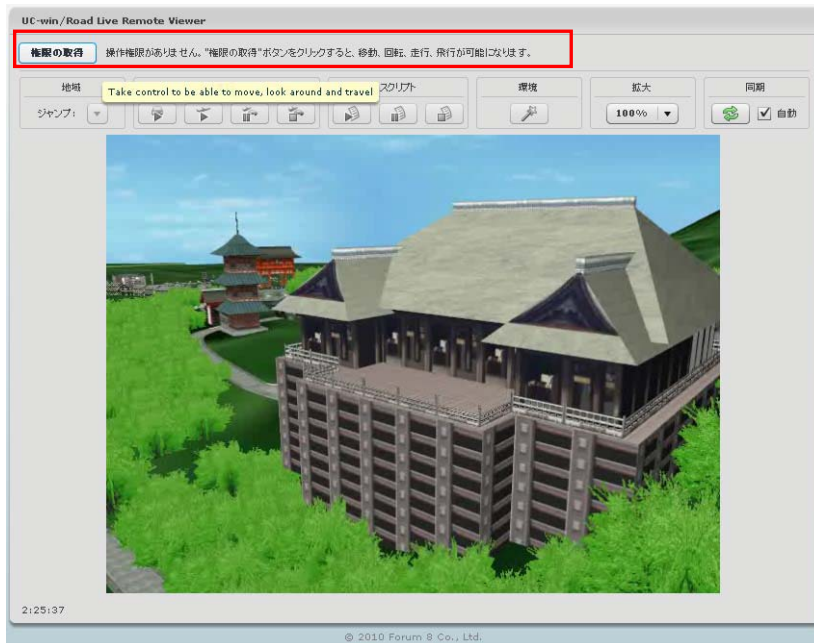 UC-win/Road Live Remote Viewer
権限の取得 操作権限がありません。"権限の取得"ボタンをクリックすると、移動、回転、走行、飛行が可能になります。
地域 スクリプト 環境 拡大 同期
Take control to be able to move, look around and travel
ジャンプ: 100% 自動
2:25:37
© 2010 Forum 8 Co., Ltd.